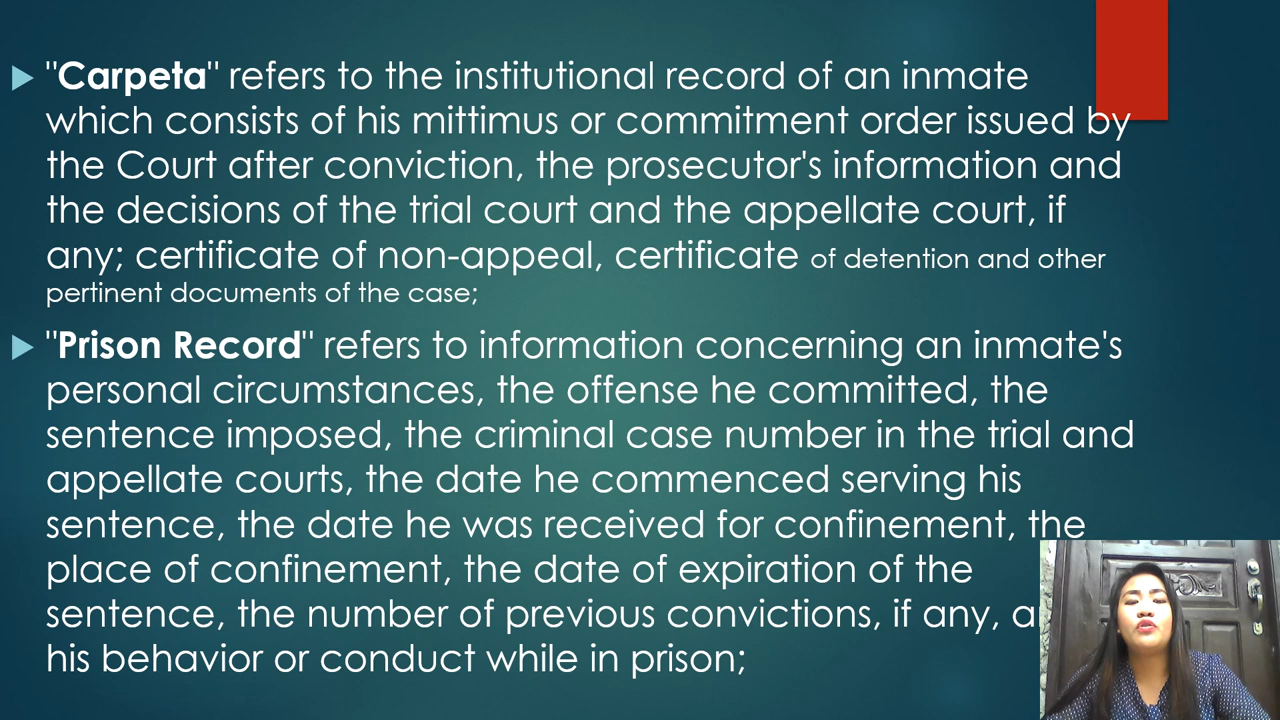 "Carpeta" refers to the institutional record of an inmate
which consists of his mittimus or commitment order issued by
the Court after conviction, the prosecutor's information and
the decisions of the trial court and the appellate court, if
any; certificate of non-appeal, certificate of detention and other
pertinent documents of the case;
"Prison Record" refers to information concerning an inmate's
personal circumstances, the offense he committed, the
sentence imposed, the criminal case number in the trial and
appellate courts, the date he commenced serving his
sentence, the date he was received for confinement, the
place of confinement, the date of expiration of the
sentence, the number of previous convictions, if any,
his behavior or conduct while in prison;